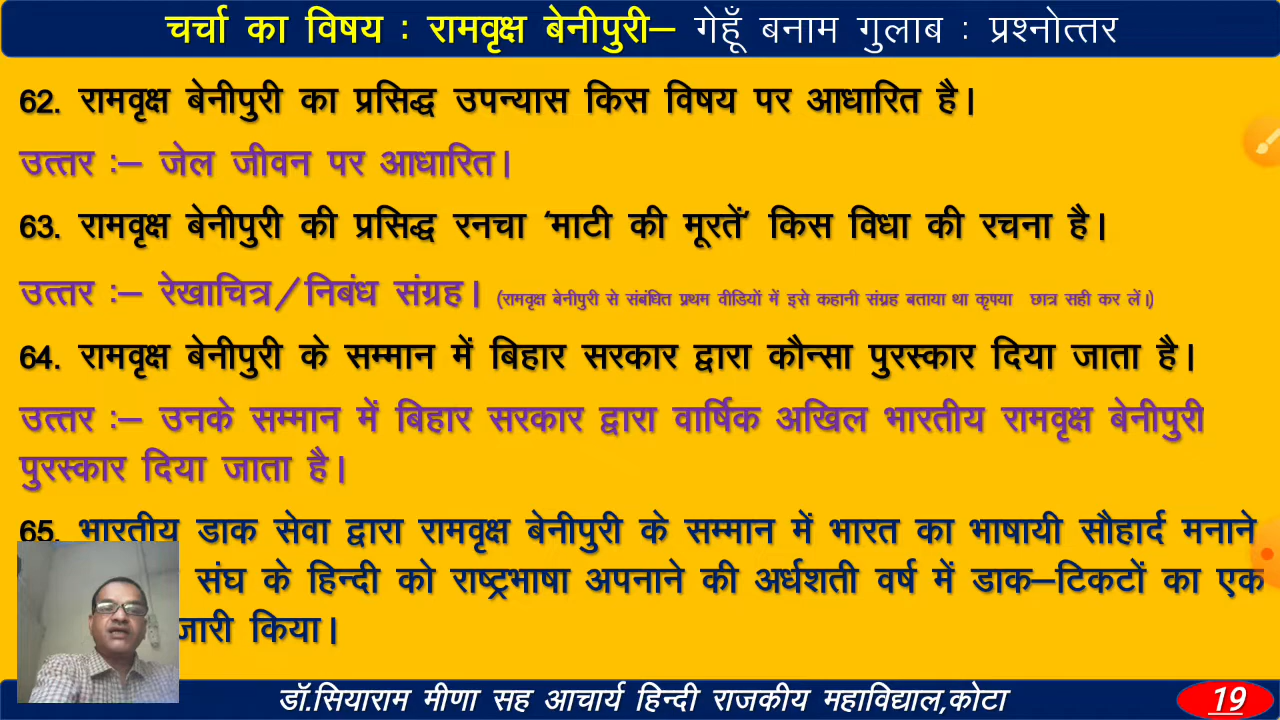 चर्चा का विषय : रामवृक्ष बेनीपुरी– गेहूँ बनाम गुलाब : प्रश्नोत्तर
62. रामवृक्ष बेनीपुरी का प्रसिद्ध उपन्यास किस विषय पर आधारित है।
उत्तर :– जेल जीवन पर आधारित।
63. रामवृक्ष बेनीपुरी की प्रसिद्ध रनचा 'माटी की मूरतें' किस विधा की रचना है।
उत्तर :– रेखाचित्र/निबंध संग्रह। (रामवृक्ष बेनीपुरी से संबंधित प्रथम वीडियों में इसे कहानी संग्रह बताया था कृपया छात्र सही कर लें।)
64. रामवृक्ष बेनीपुरी के सम्मान में बिहार सरकार द्वारा कौन्सा पुरस्कार दिया जाता है।
उत्तर :– उनके सम्मान में बिहार सरकार द्वारा वार्षिक अखिल भारतीय रामवृक्ष बेनीपुरी
पुरस्कार दिया जाता है।
65. भारतीय डाक सेवा द्वारा रामवृक्ष बेनीपुरी के सम्मान में भारत का भाषायी सौहार्द मनाने
संघ के हिन्दी को राष्ट्रभाषा अपनाने की अर्धशती वर्ष में डाक–टिकटों का एक
जारी किया।
डॉ.सियाराम मीणा सह आचार्य हिन्दी राजकीय महाविद्याल,कोटा
19